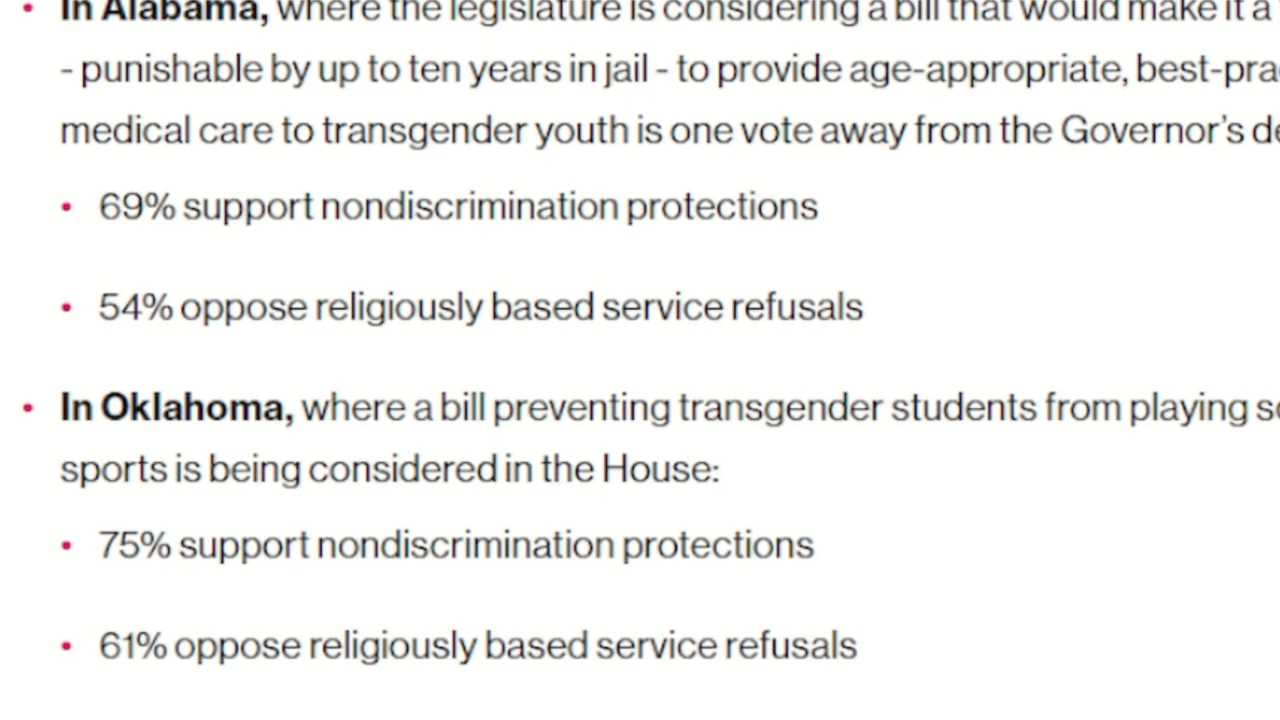 • In Alabama, where the legislature is considering a bill that would make it a
- punishable by up to ten years in jail - to provide age-appropriate,
medical care to transgender youth is one vote away from the Governor's
• 69% support nondiscrimination protections
• 54% oppose religiously based service refusals
• In Oklahoma, where a bill preventing transgender students from playing
sports is being considered in the House:
• 75% support nondiscrimination protections
• 61% oppose religiously based service refusals